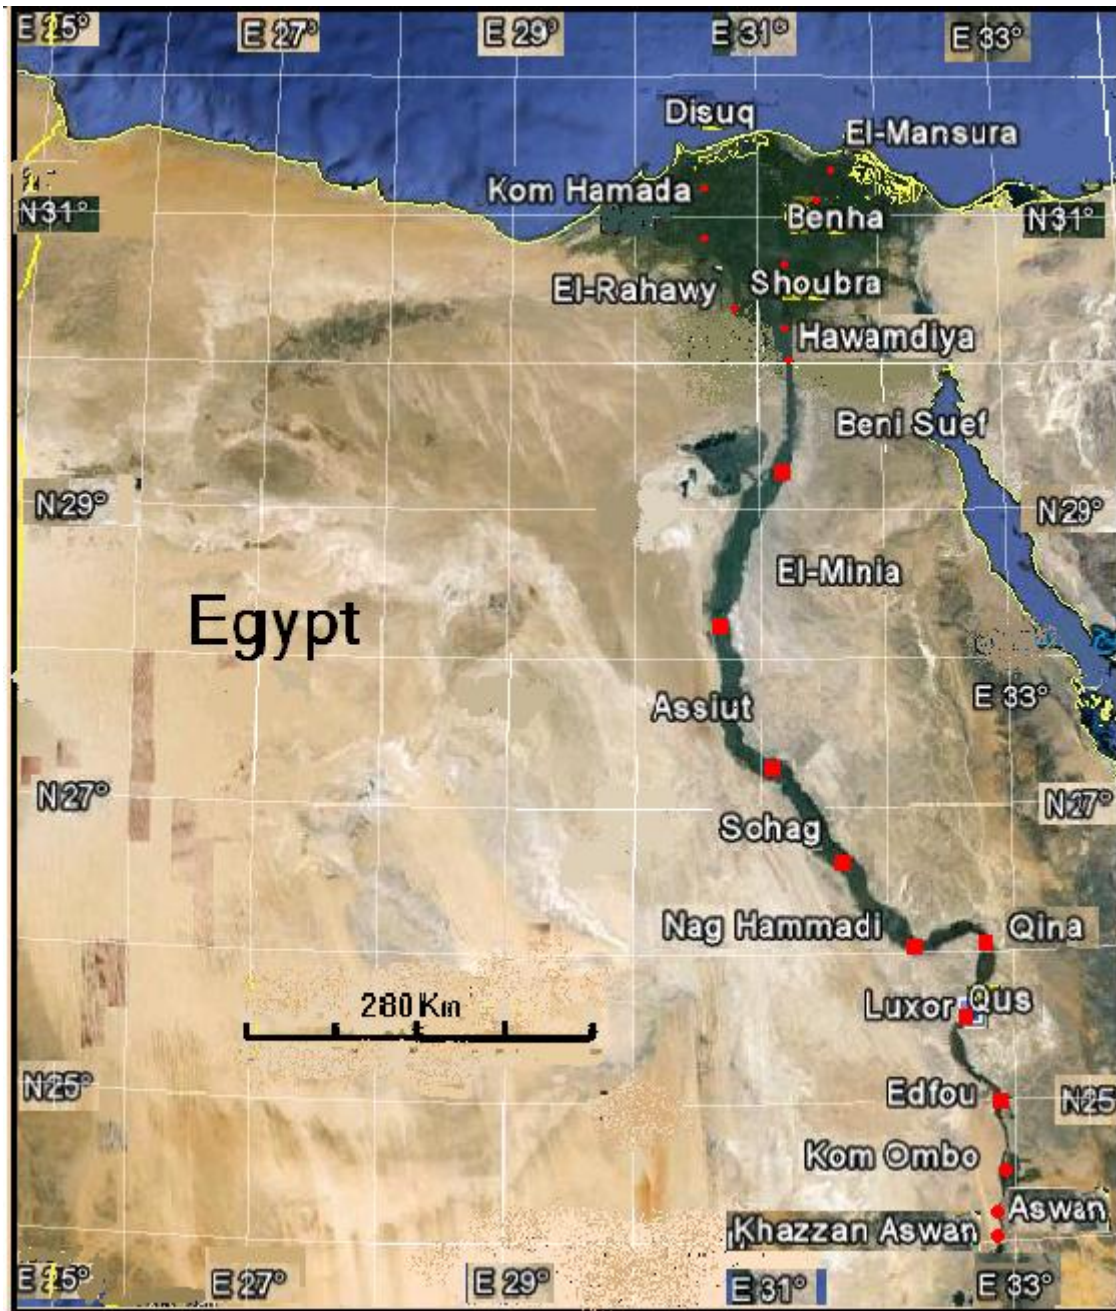 E 25°
E 27°
E 29°
E 31°
E 33°
Disuq
El-Mansura
Kom Hamada
N31°
Benha
N31°
El-Rahawy
Shoubra
Hawamdiya
Beni Suef
N29°
N29°
El-Minia
Egypt
E 33°
Assiut
N27°
N27°
Sohag
Nag Hammadi
Qina
280 Km
Luxor
Qus
N25°
Edfou
N25
Kom Ombo
Aswan
Khazzan Aswan
E 25°
E 27°
E 29°
E 31°
E 33°